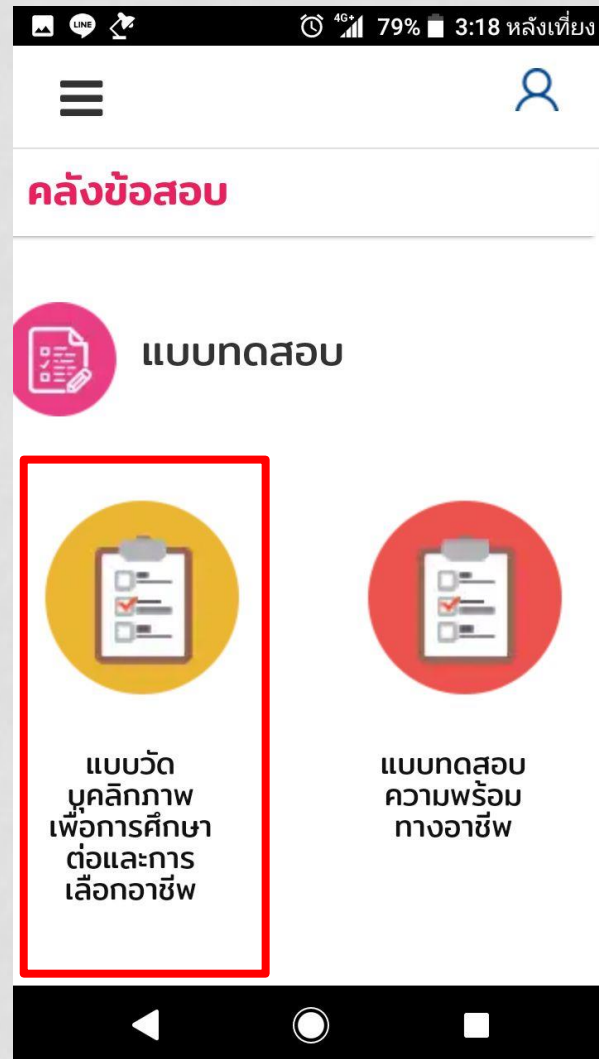 LINE 4G+ 79% 3:18 หลังเที่ยง
คลังข้อสอบ
แบบทดสอบ
แบบวัด
บุคลิกภาพ
เพื่อการศึกษา
ต่อและการ
เลือกอาชีพ
แบบทดสอบ
ความพร้อม
ทางอาชีพ